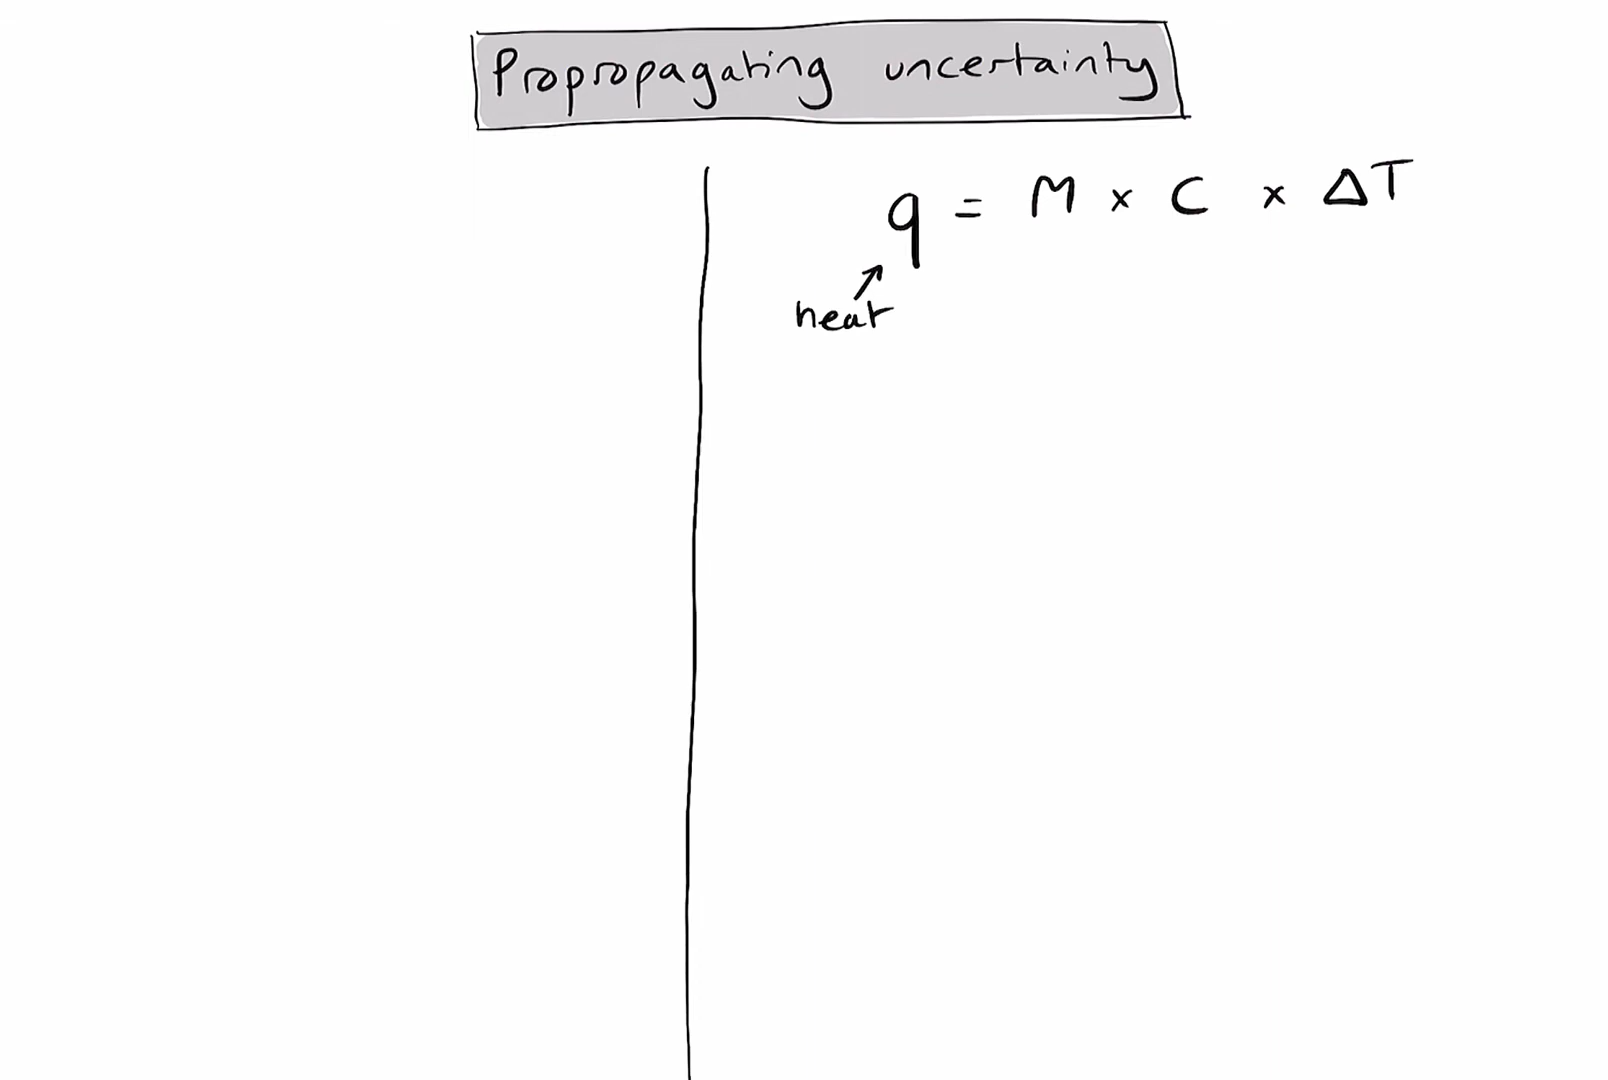 Propropagating uncertainty
q = M × C × ΔT
heat